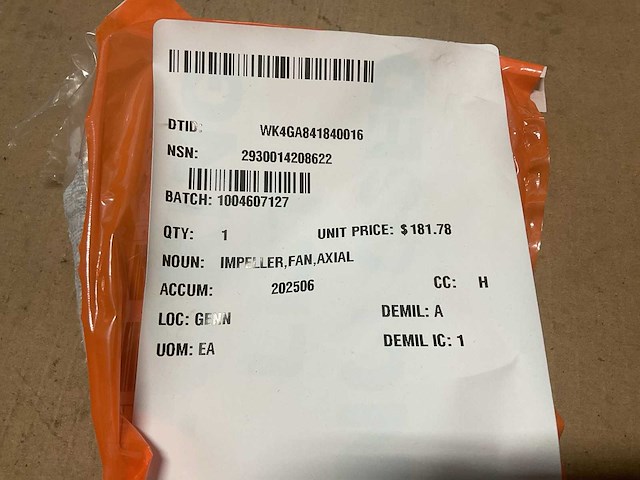 DTID: WK4GA841840016
NSN: 2930014208622
BATCH: 1004607127
QTY: 1 UNIT PRICE: $181.78
NOUN: IMPELLER,FAN,AXIAL
ACCUM: 202506 CC: H
LOC: GENN DEMIL: A
UOM: EA DEMIL IC: 1